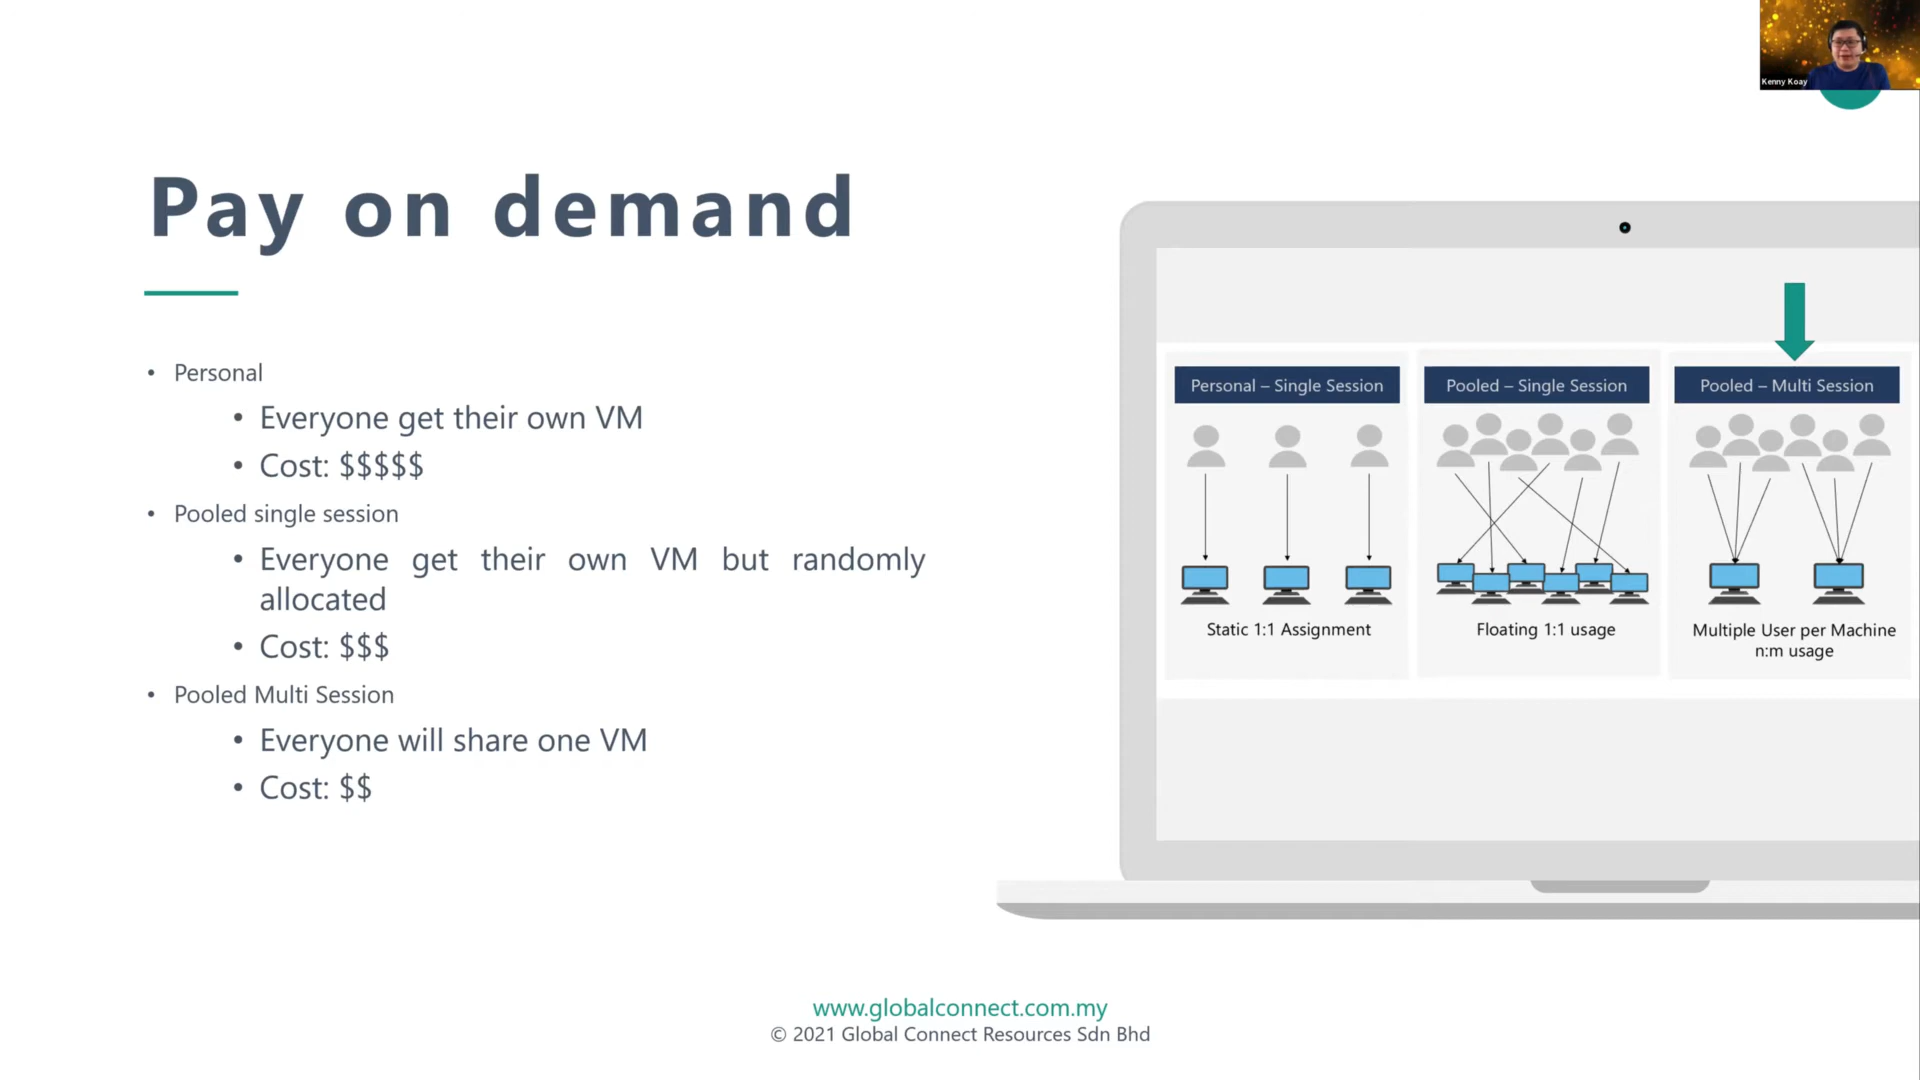 Kenny Koay
Pay on demand
• Personal
• Everyone get their own VM
• Cost: $$$$$
• Pooled single session
• Everyone get their own VM but randomly
allocated
• Cost: $$$
• Pooled Multi Session
• Everyone will share one VM
• Cost: $$
Personal – Single Session
Static 1:1 Assignment
Pooled – Single Session
Floating 1:1 usage
Pooled – Multi Session
Multiple User per Machine
n:m usage
www.globalconnect.com.my
© 2021 Global Connect Resources Sdn Bhd